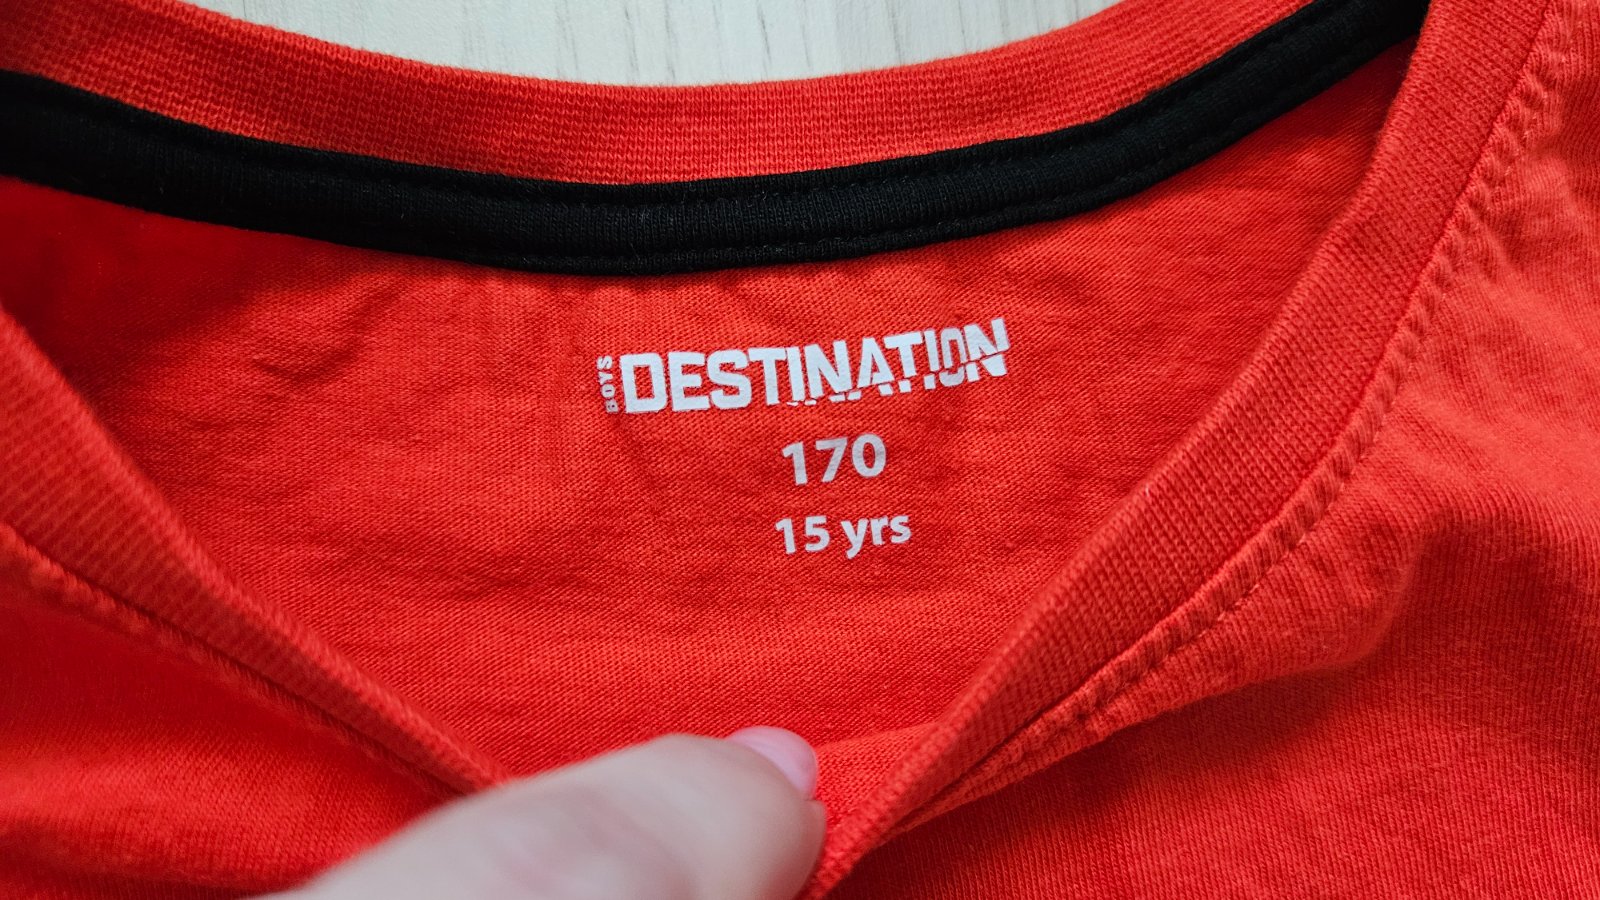 BOYS DESTINATION
170
15 yrs